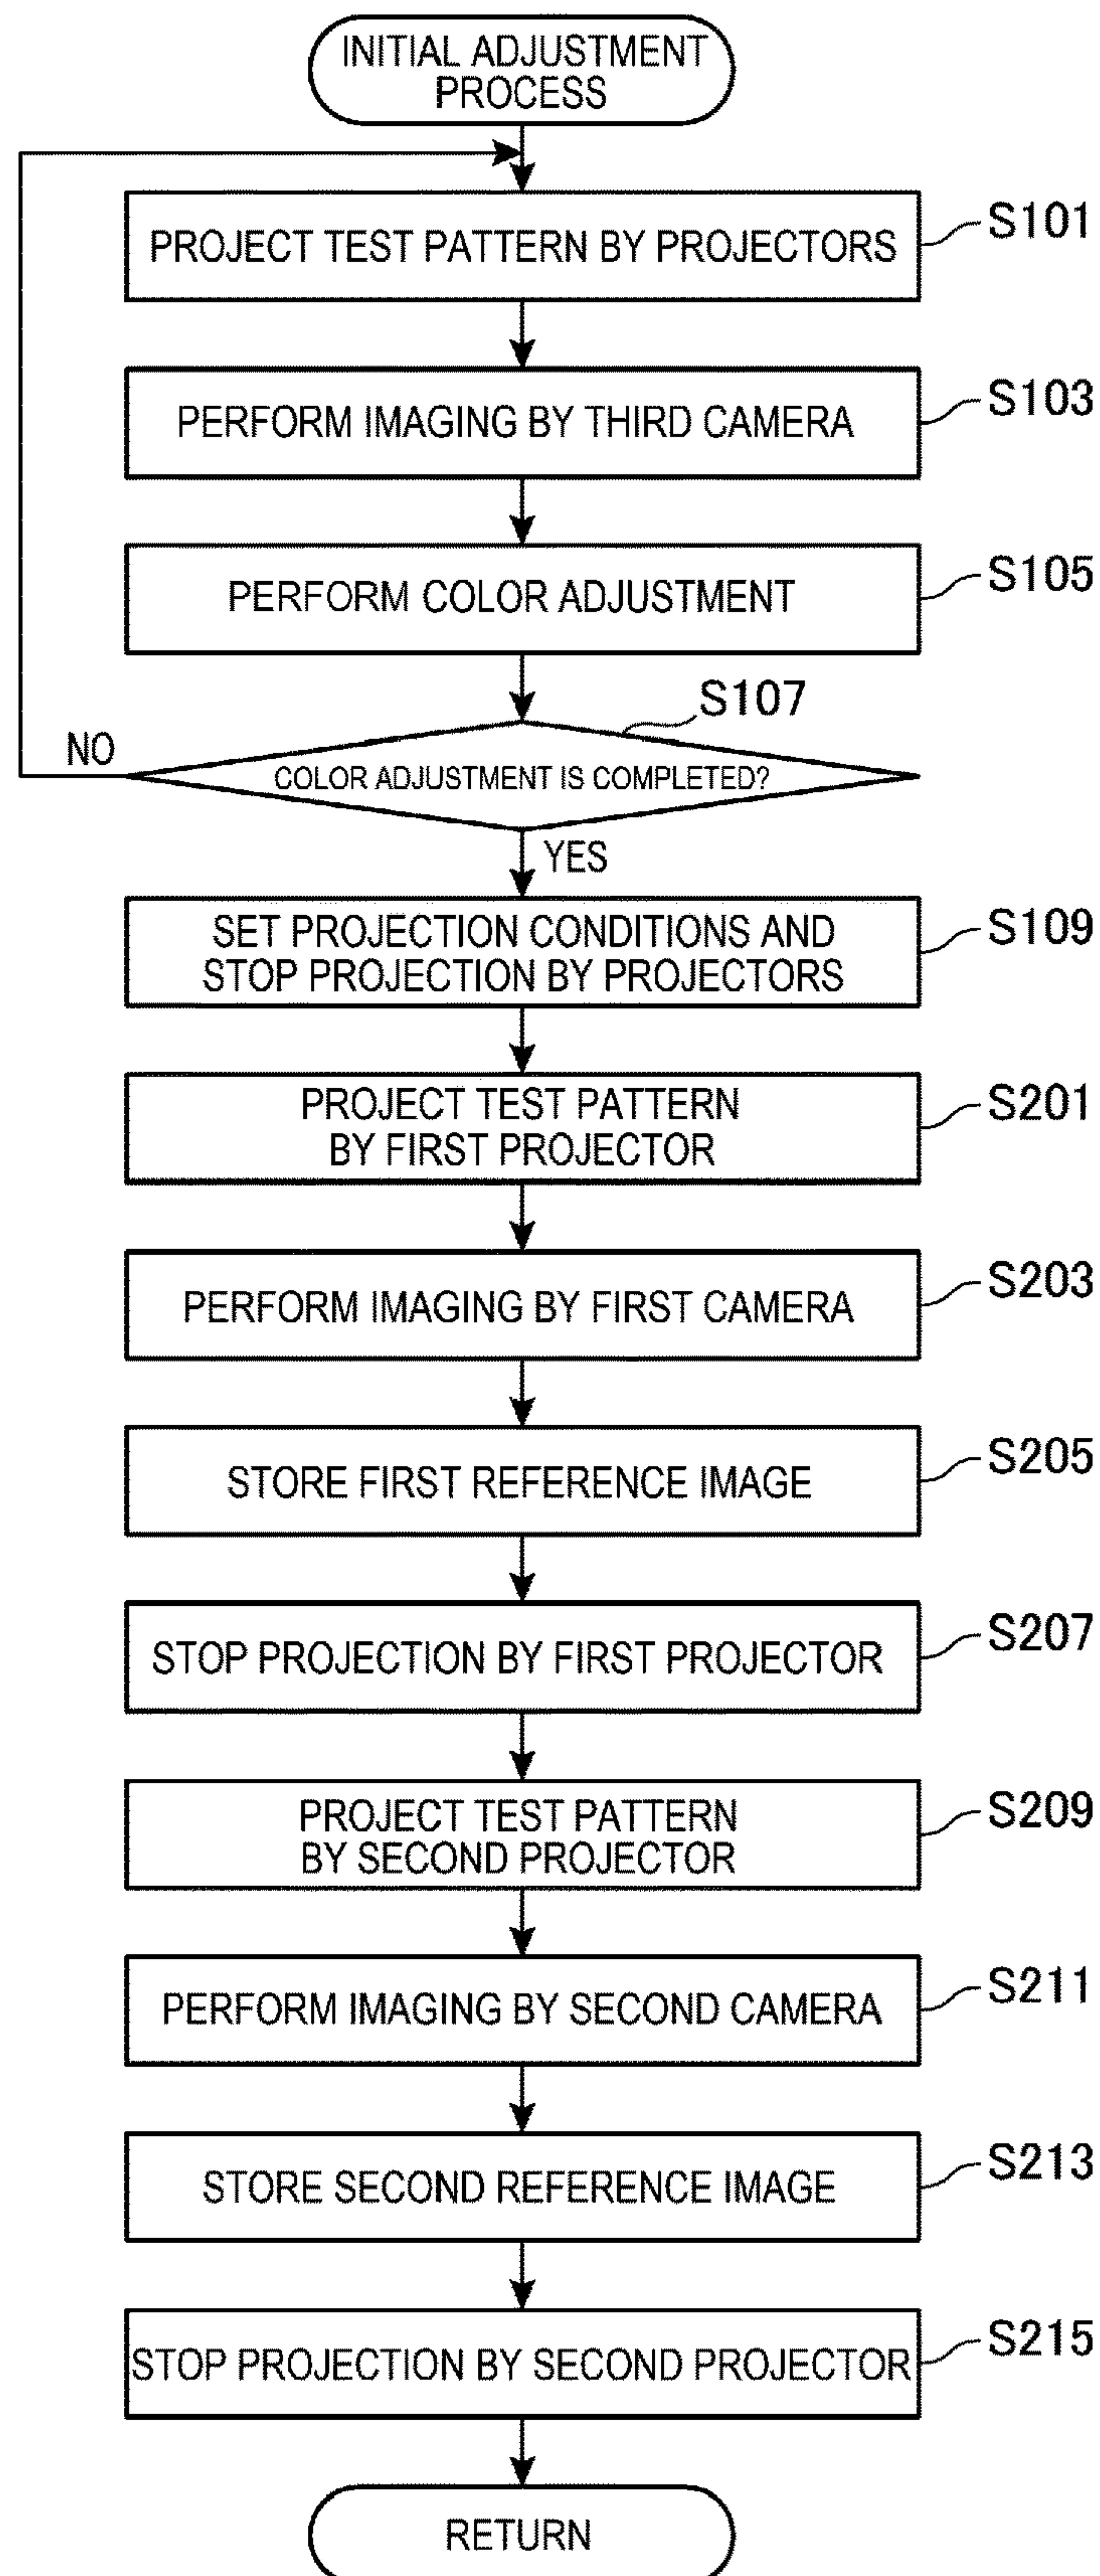 INITIAL ADJUSTMENT
PROCESS
PROJECT TEST PATTERN BY PROJECTORS
S101
PERFORM IMAGING BY THIRD CAMERA
S103
PERFORM COLOR ADJUSTMENT
S105
S107
NO
COLOR ADJUSTMENT IS COMPLETED?
YES
SET PROJECTION CONDITIONS AND
STOP PROJECTION BY PROJECTORS
S109
PROJECT TEST PATTERN
BY FIRST PROJECTOR
S201
PERFORM IMAGING BY FIRST CAMERA
S203
STORE FIRST REFERENCE IMAGE
S205
STOP PROJECTION BY FIRST PROJECTOR
S207
PROJECT TEST PATTERN
BY SECOND PROJECTOR
S209
PERFORM IMAGING BY SECOND CAMERA
S211
STORE SECOND REFERENCE IMAGE
S213
STOP PROJECTION BY SECOND PROJECTOR
S215
RETURN